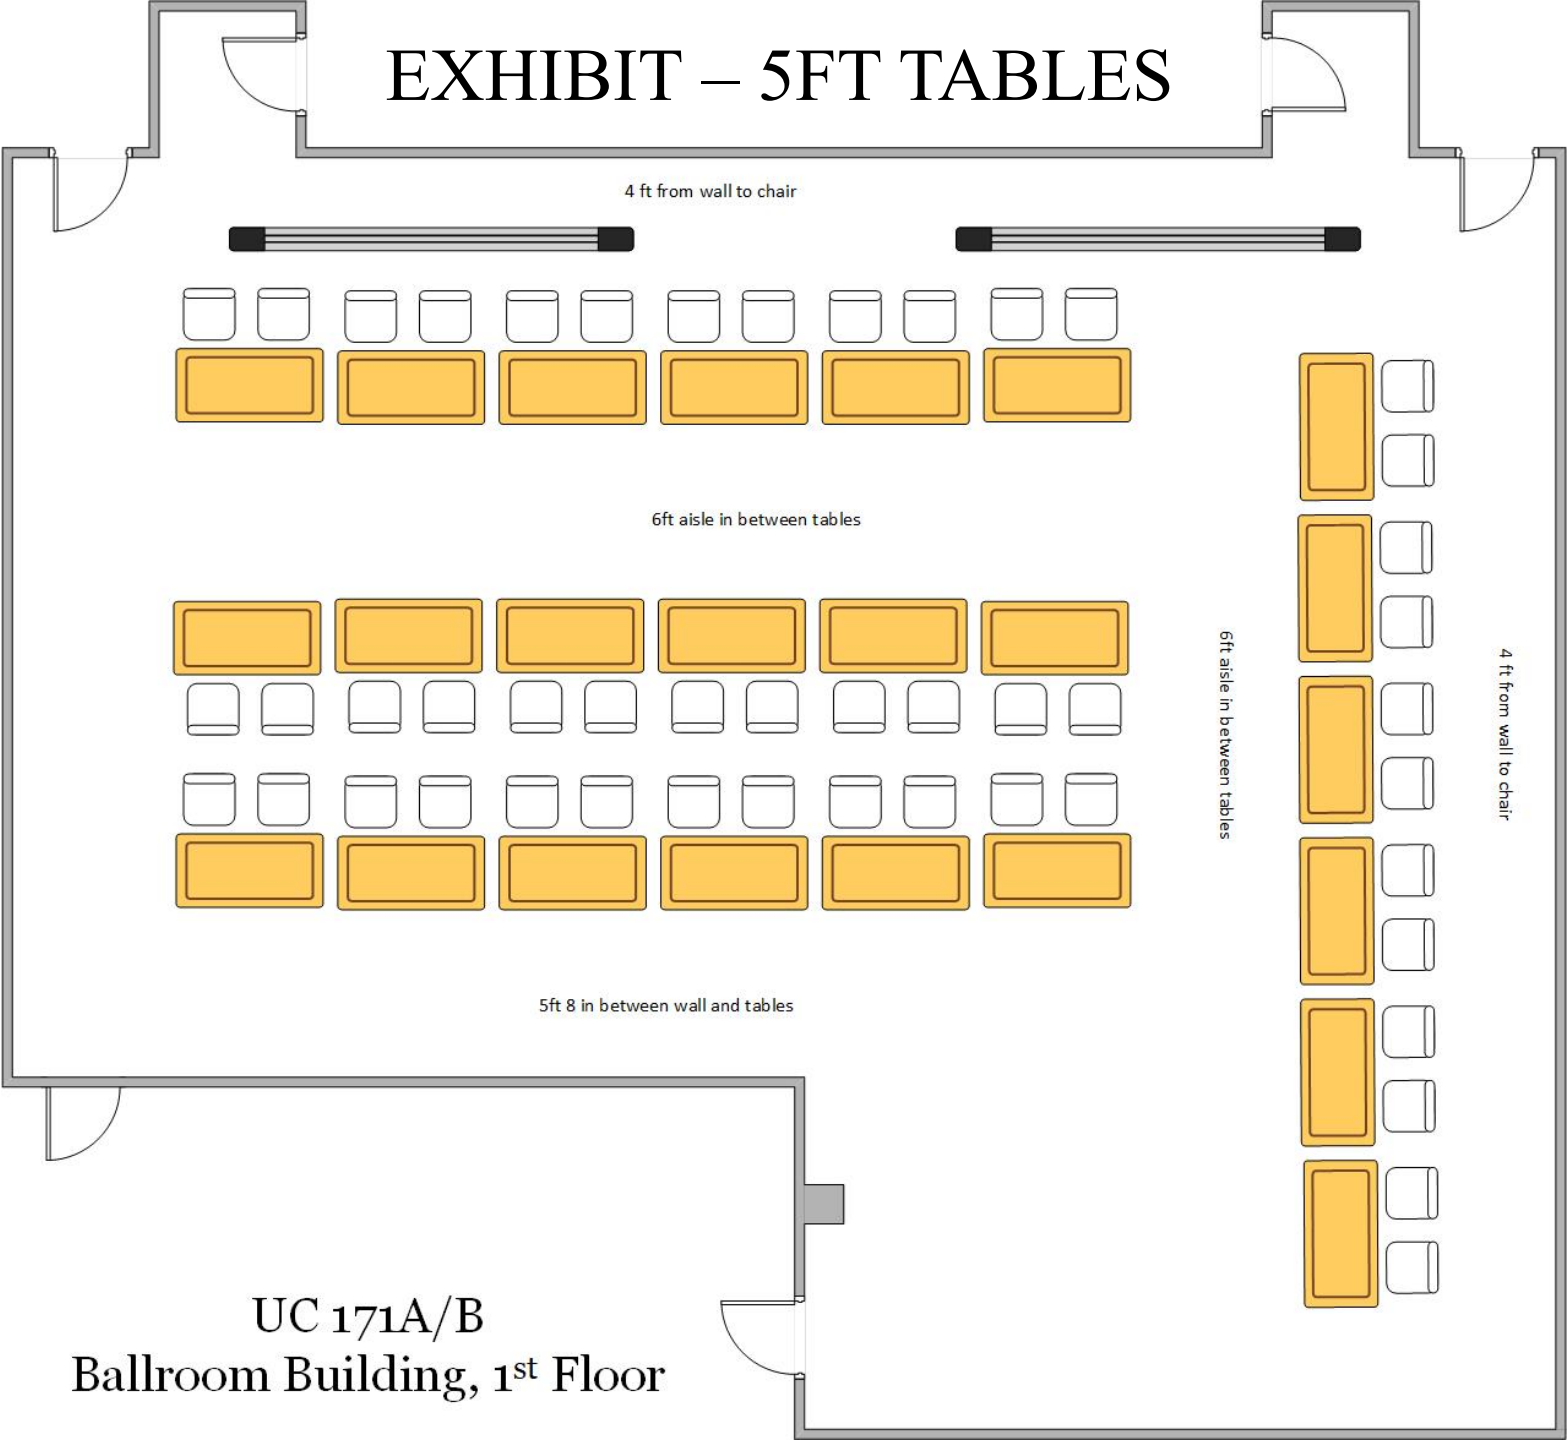 EXHIBIT – 5FT TABLES
4 ft from wall to chair
6ft aisle in between tables
6ft aisle in between tables
4 ft from wall to chair
5ft 8 in between wall and tables
UC 171A/B
Ballroom Building, 1st Floor